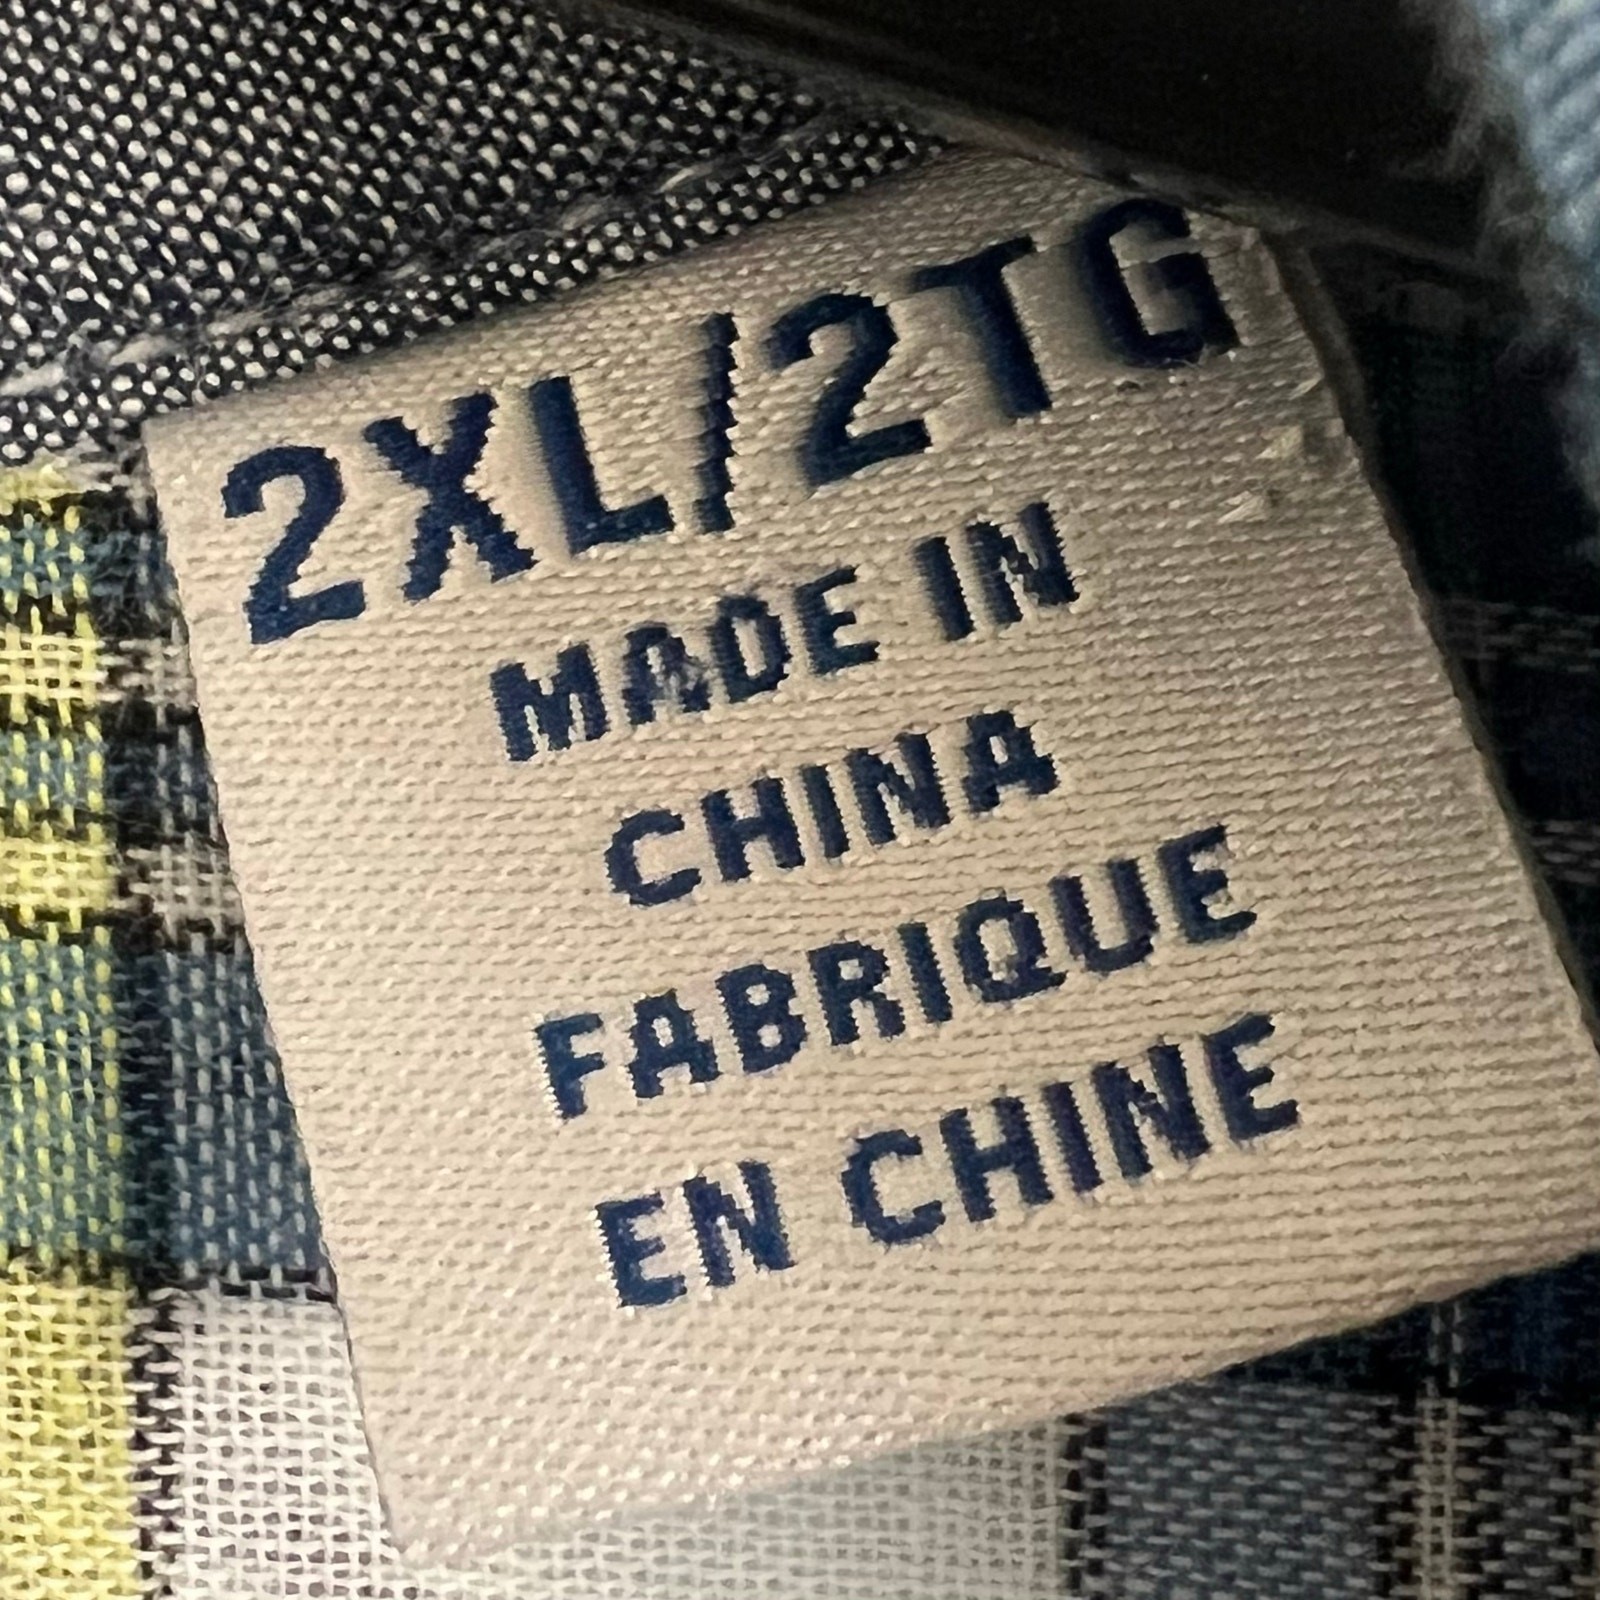 2XL/2TG
MADE IN
CHINA
FABRIQUE
EN CHINE